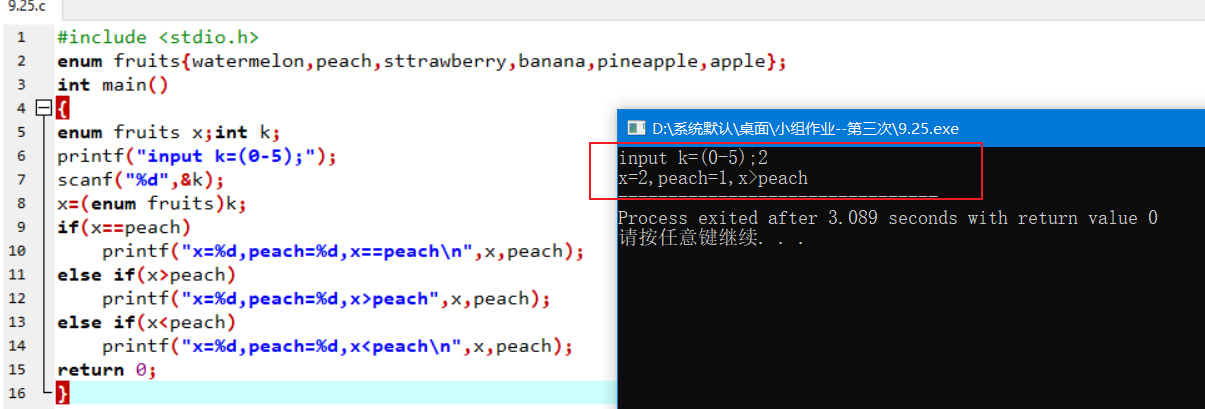 9.25.c
1 #include <stdio.h>
2 enum fruits{watermelon,peach,sttrawberry,banana,pineapple,apple};
3 int main()
4 {
5 enum fruits x;int k;
6 printf("input k=(0-5);");
7 scanf("%d",&k);
8 x=(enum fruits)k;
9 if(x==peach)
10 printf("x=%d,peach=%d,x==peach\n",x,peach);
11 else if(x>peach)
12 printf("x=%d,peach=%d,x>peach",x,peach);
13 else if(x<peach)
14 printf("x=%d,peach=%d,x<peach\n",x,peach);
15 return 0;
16 }
D:\系统默认\桌面\小组作业--第三次\9.25.exe
input k=(0-5);2
x=2,peach=1,x>peach
--------------------------------
Process exited after 3.089 seconds with return value 0
请按任意键继续. . .